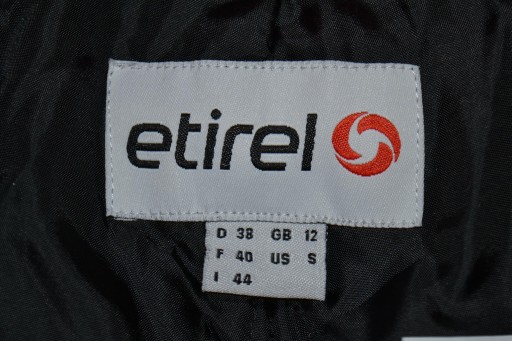 etirel
D 38 GB 12
F 40 US S
I 44